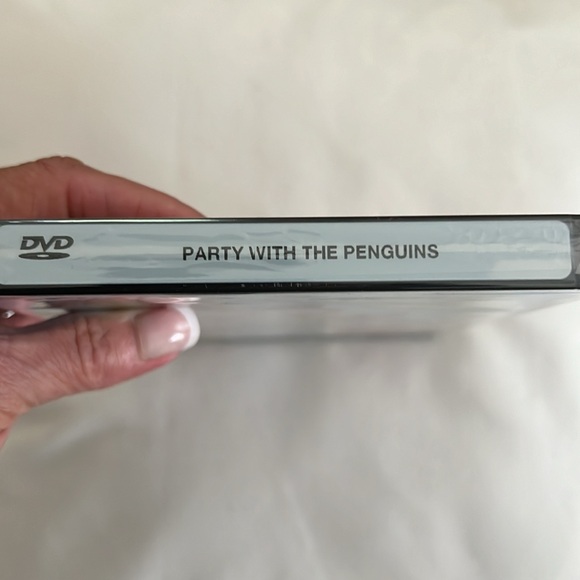 DVD
PARTY WITH THE PENGUINS